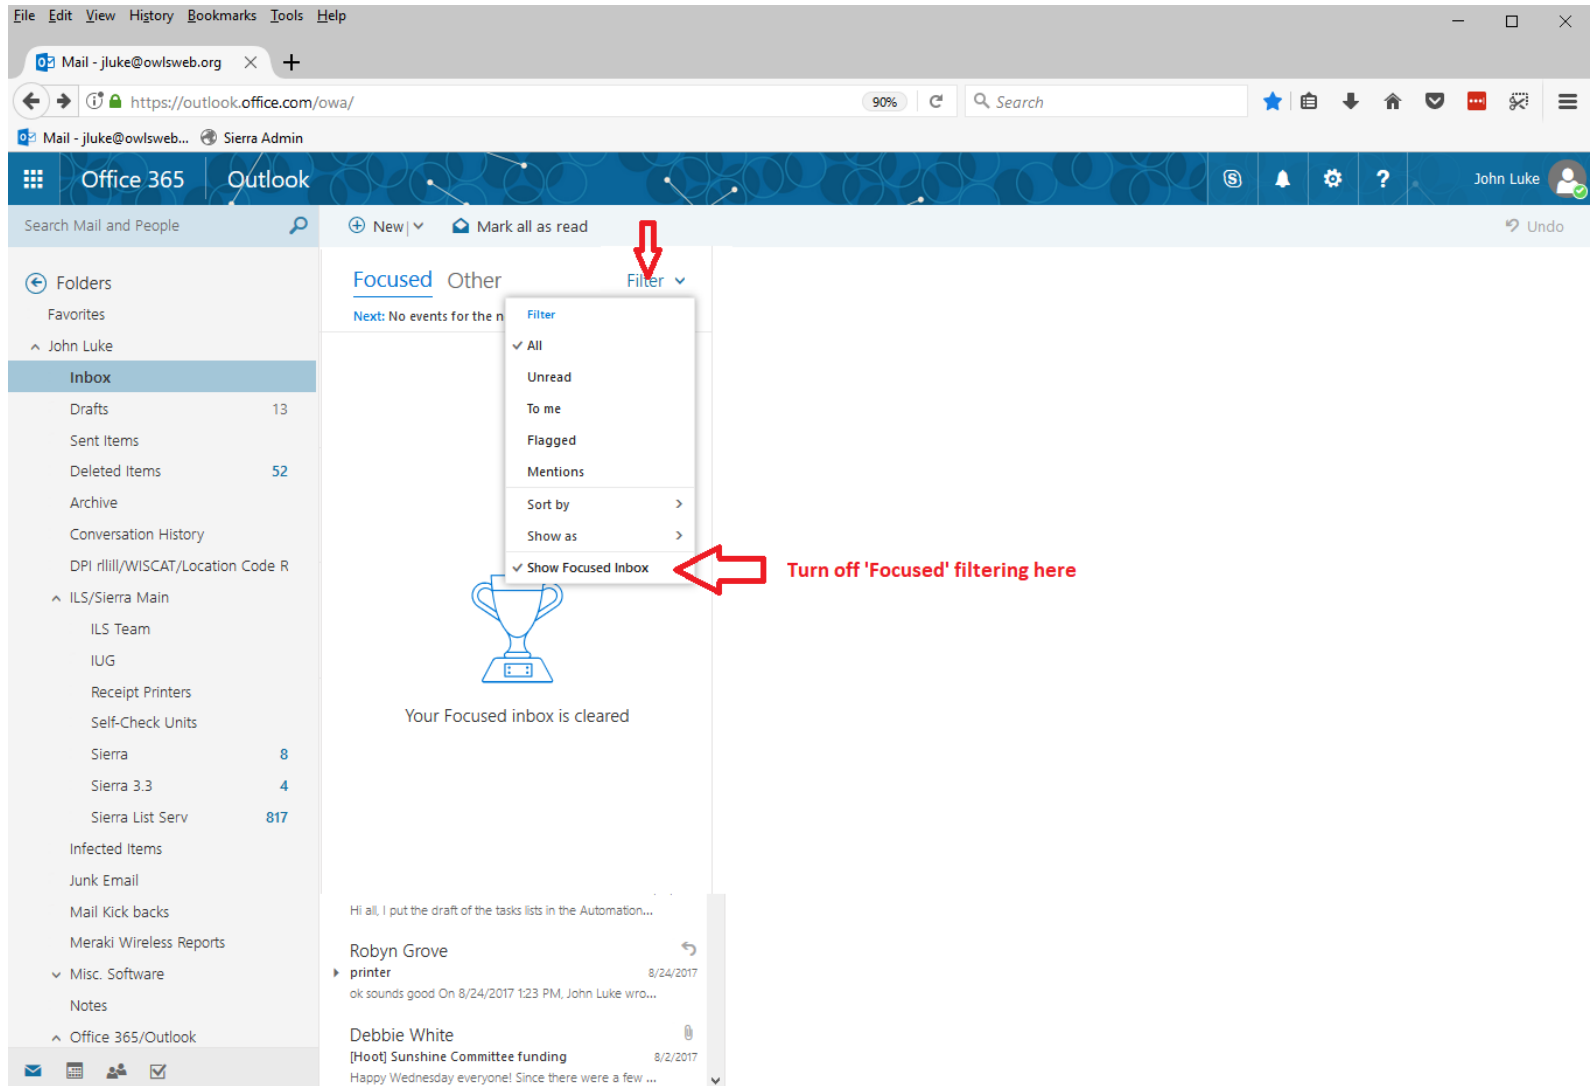 File Edit View History Bookmarks Tools Help
Mail - jluke@owlsweb.org
https://outlook.office.com/owa/
90%
Search
Mail - jluke@owlsweb... Sierra Admin
Office 365 Outlook
John Luke
Search Mail and People
New
Mark all as read
Undo
Folders
Favorites
John Luke
Inbox
Drafts 13
Sent Items
Deleted Items 52
Archive
Conversation History
DPI rllill/WISCAT/Location Code R
ILS/Sierra Main
ILS Team
IUG
Receipt Printers
Self-Check Units
Sierra 8
Sierra 3.3 4
Sierra List Serv 817
Infected Items
Junk Email
Mail Kick backs
Meraki Wireless Reports
Misc. Software
Notes
Office 365/Outlook
Focused Other Filter
Next: No events for the n
Filter
All
Unread
To me
Flagged
Mentions
Sort by
Show as
Show Focused Inbox
Turn off 'Focused' filtering here
Your Focused inbox is cleared
Hi all, I put the draft of the tasks lists in the Automation...
Robyn Grove
printer 8/24/2017
ok sounds good On 8/24/2017 1:23 PM, John Luke wro...
Debbie White
[Hoot] Sunshine Committee funding 8/2/2017
Happy Wednesday everyone! Since there were a few ...